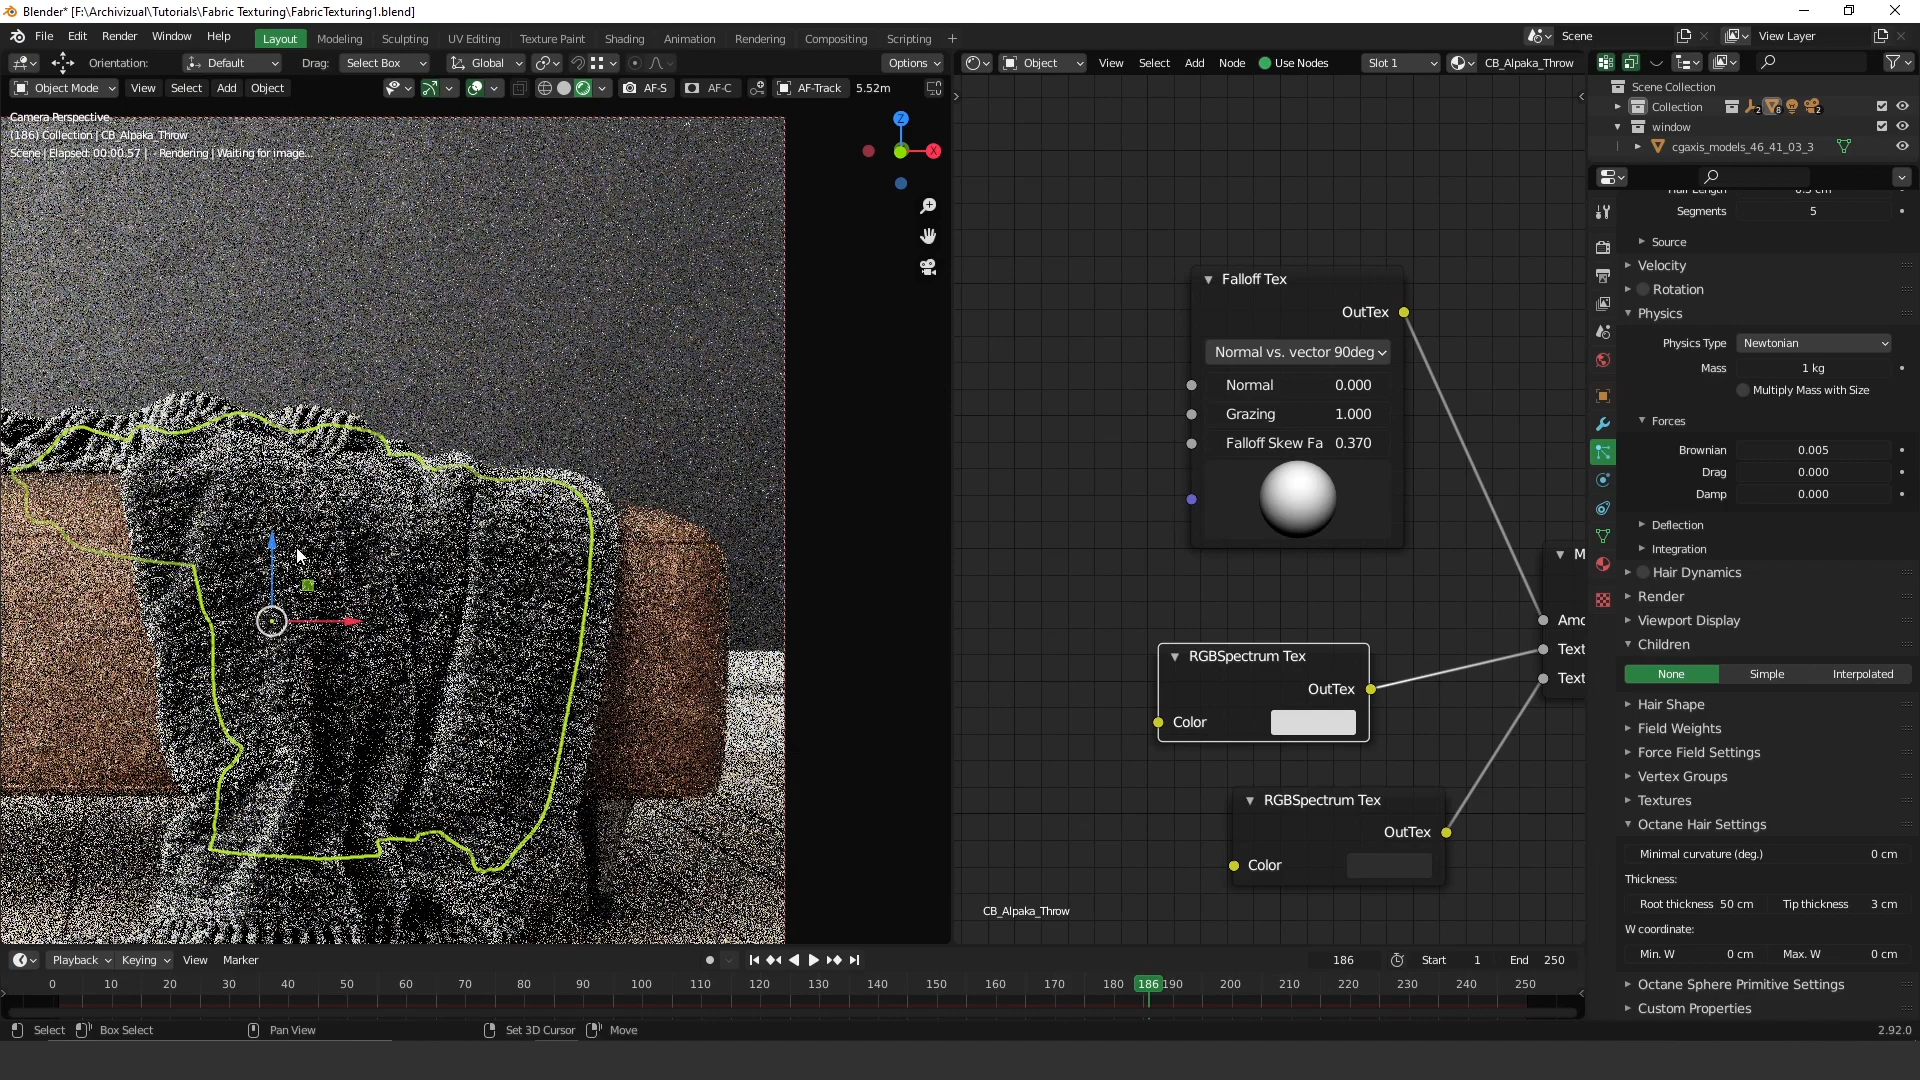 Blender* [F:\Archivizual\Tutorials\Fabric Texturing\FabricTexturing1.blend]
File Edit Render Window Help
Layout Modeling Sculpting UV Editing Texture Paint Shading Animation Rendering Compositing Scripting +
Scene
View Layer
Orientation: Default Drag: Select Box Global Options
Object View Select Add Node Use Nodes Slot 1 CB_Alpaka_Throw
Object Mode View Select Add Object AF-S AF-C AF-Track 5.52m
Camera Perspective
(186) Collection | CB_Alpaka_Throw
Scene | Elapsed: 00:00.57 | - Rendering | Waiting for image...
Z
X
Falloff Tex
OutTex
Normal vs. vector 90deg
Normal 0.000
Grazing 1.000
Falloff Skew Fa 0.370
M
Amo
Text
Text
RGBSpectrum Tex
OutTex
Color
RGBSpectrum Tex
OutTex
Color
CB_Alpaka_Throw
Scene Collection
Collection 2 8 2
window
cgaxis_models_46_41_03_3
Segments 5
Source
Velocity
Rotation
Physics
Physics Type Newtonian
Mass 1 kg
Multiply Mass with Size
Forces
Brownian 0.005
Drag 0.000
Damp 0.000
Deflection
Integration
Hair Dynamics
Render
Viewport Display
Children
None Simple Interpolated
Hair Shape
Field Weights
Force Field Settings
Vertex Groups
Textures
Octane Hair Settings
Minimal curvature (deg.) 0 cm
Thickness:
Root thickness 50 cm Tip thickness 3 cm
W coordinate:
Min. W 0 cm Max. W 0 cm
Octane Sphere Primitive Settings
Custom Properties
Playback Keying View Marker 186 Start 1 End 250
0 10 20 30 40 50 60 70 80 90 100 110 120 130 140 150 160 170 180 186 190 200 210 220 230 240 250
Select Box Select Pan View Set 3D Cursor Move 2.92.0